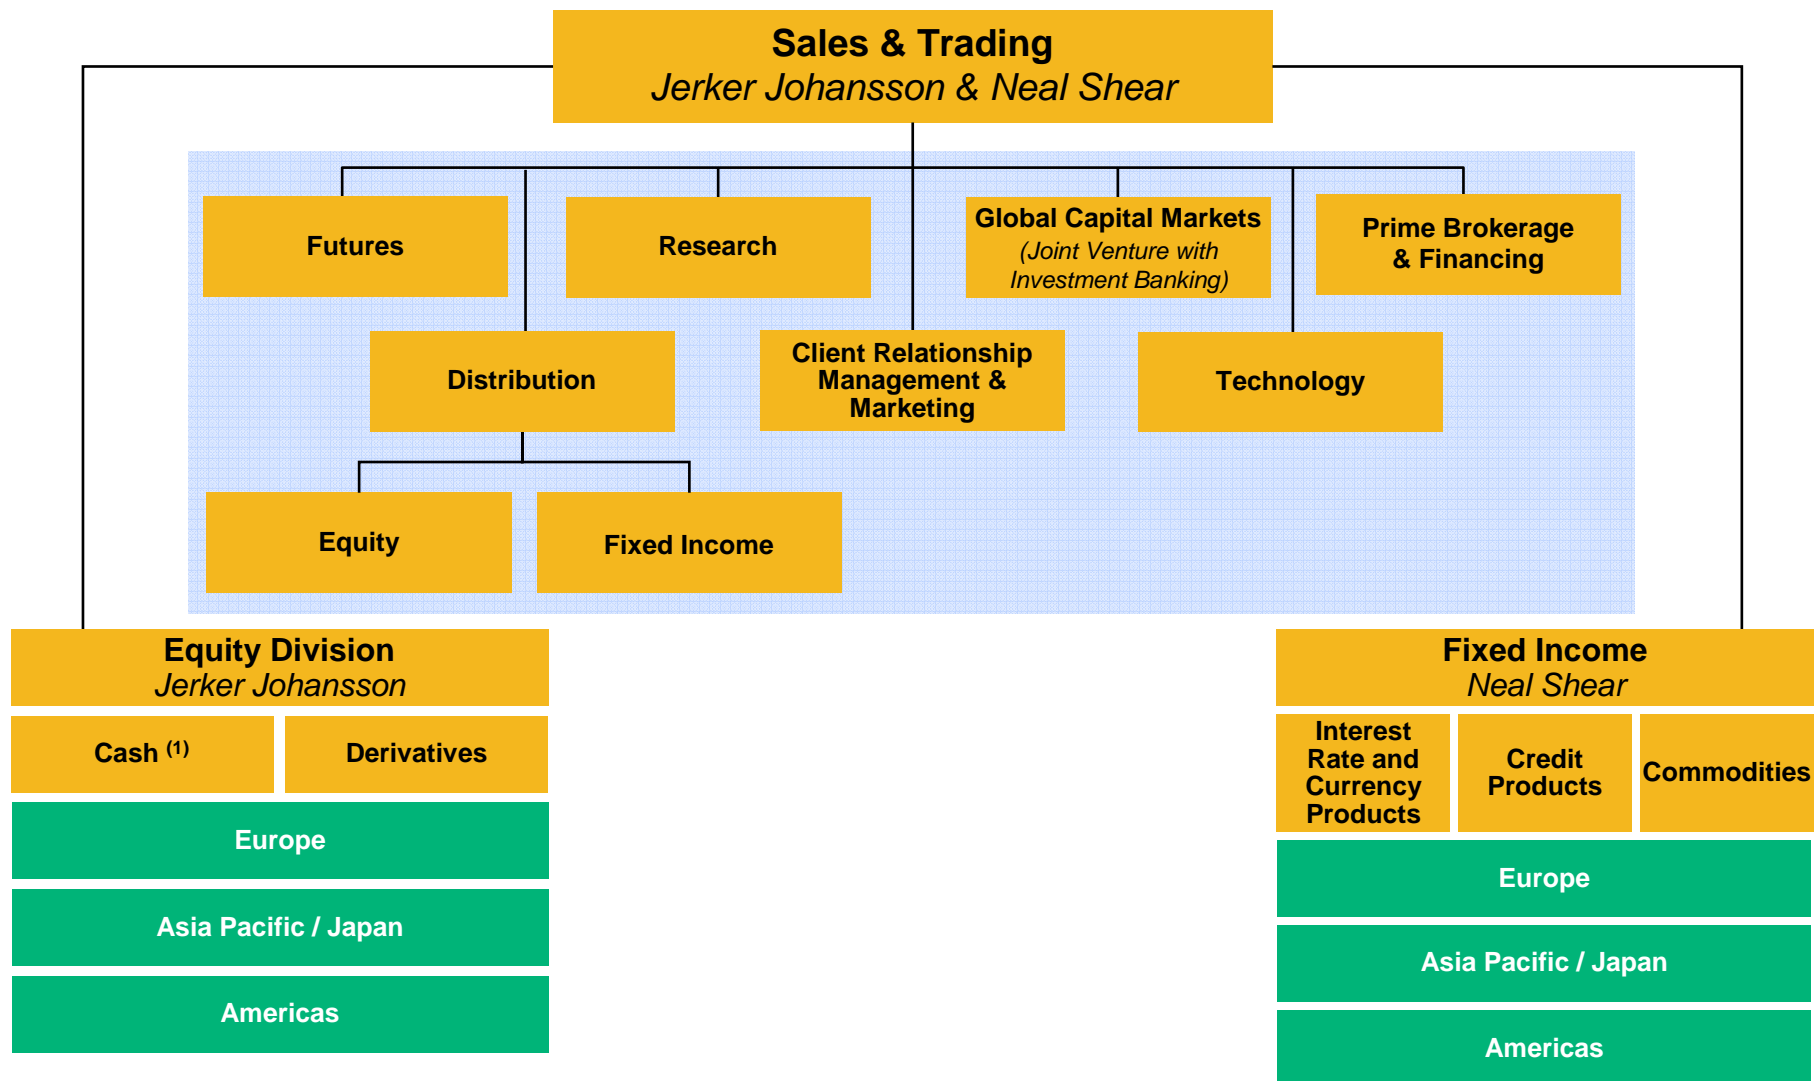 Sales & Trading
Jerker Johansson & Neal Shear
Futures
Research
Global Capital Markets
(Joint Venture with
Investment Banking)
Prime Brokerage
& Financing
Distribution
Client Relationship
Management &
Marketing
Technology
Equity
Fixed Income
Equity Division
Jerker Johansson
Cash (1)
Derivatives
Europe
Asia Pacific / Japan
Americas
Fixed Income
Neal Shear
Interest
Rate and
Currency
Products
Credit
Products
Commodities
Europe
Asia Pacific / Japan
Americas